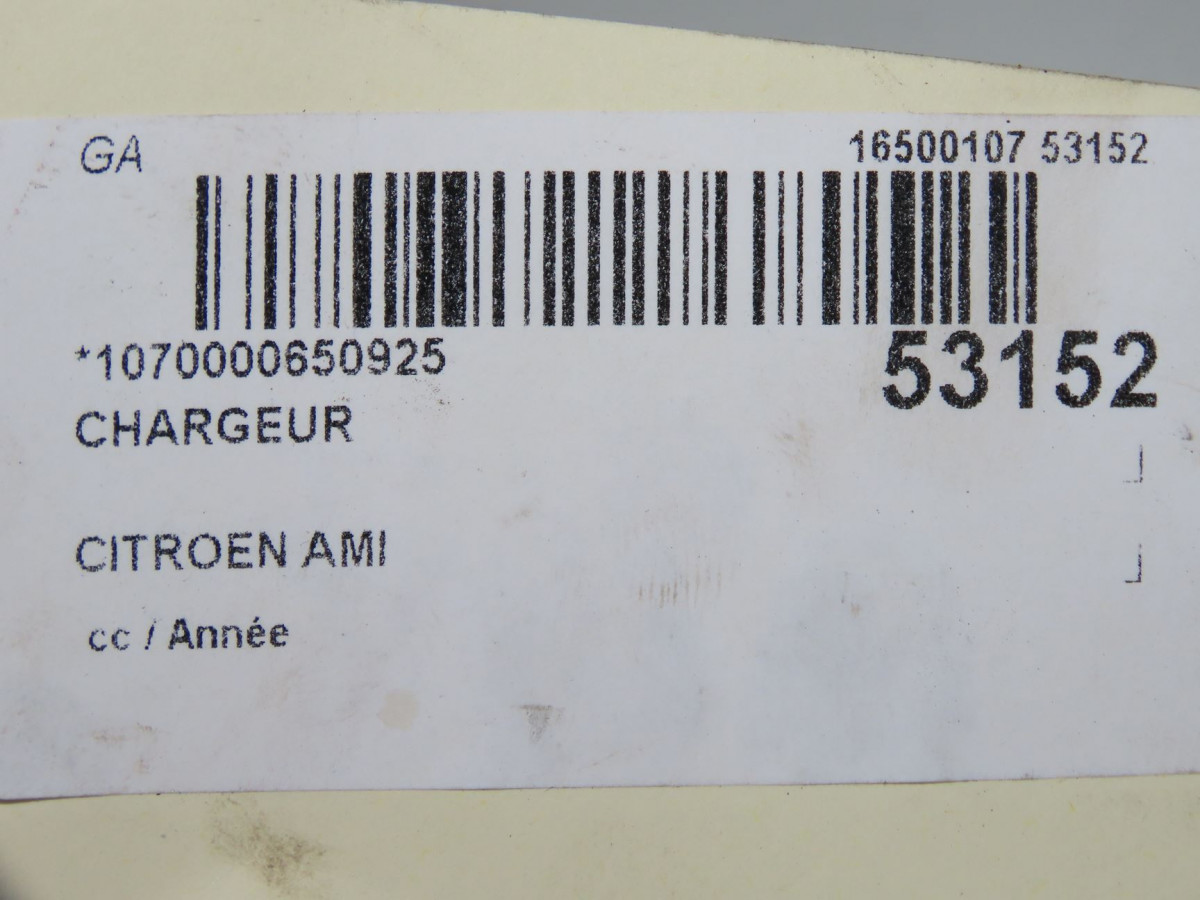 GA
16500107 53152
*1070000650925
53152
CHARGEUR
CITROEN AMI
cc / Année